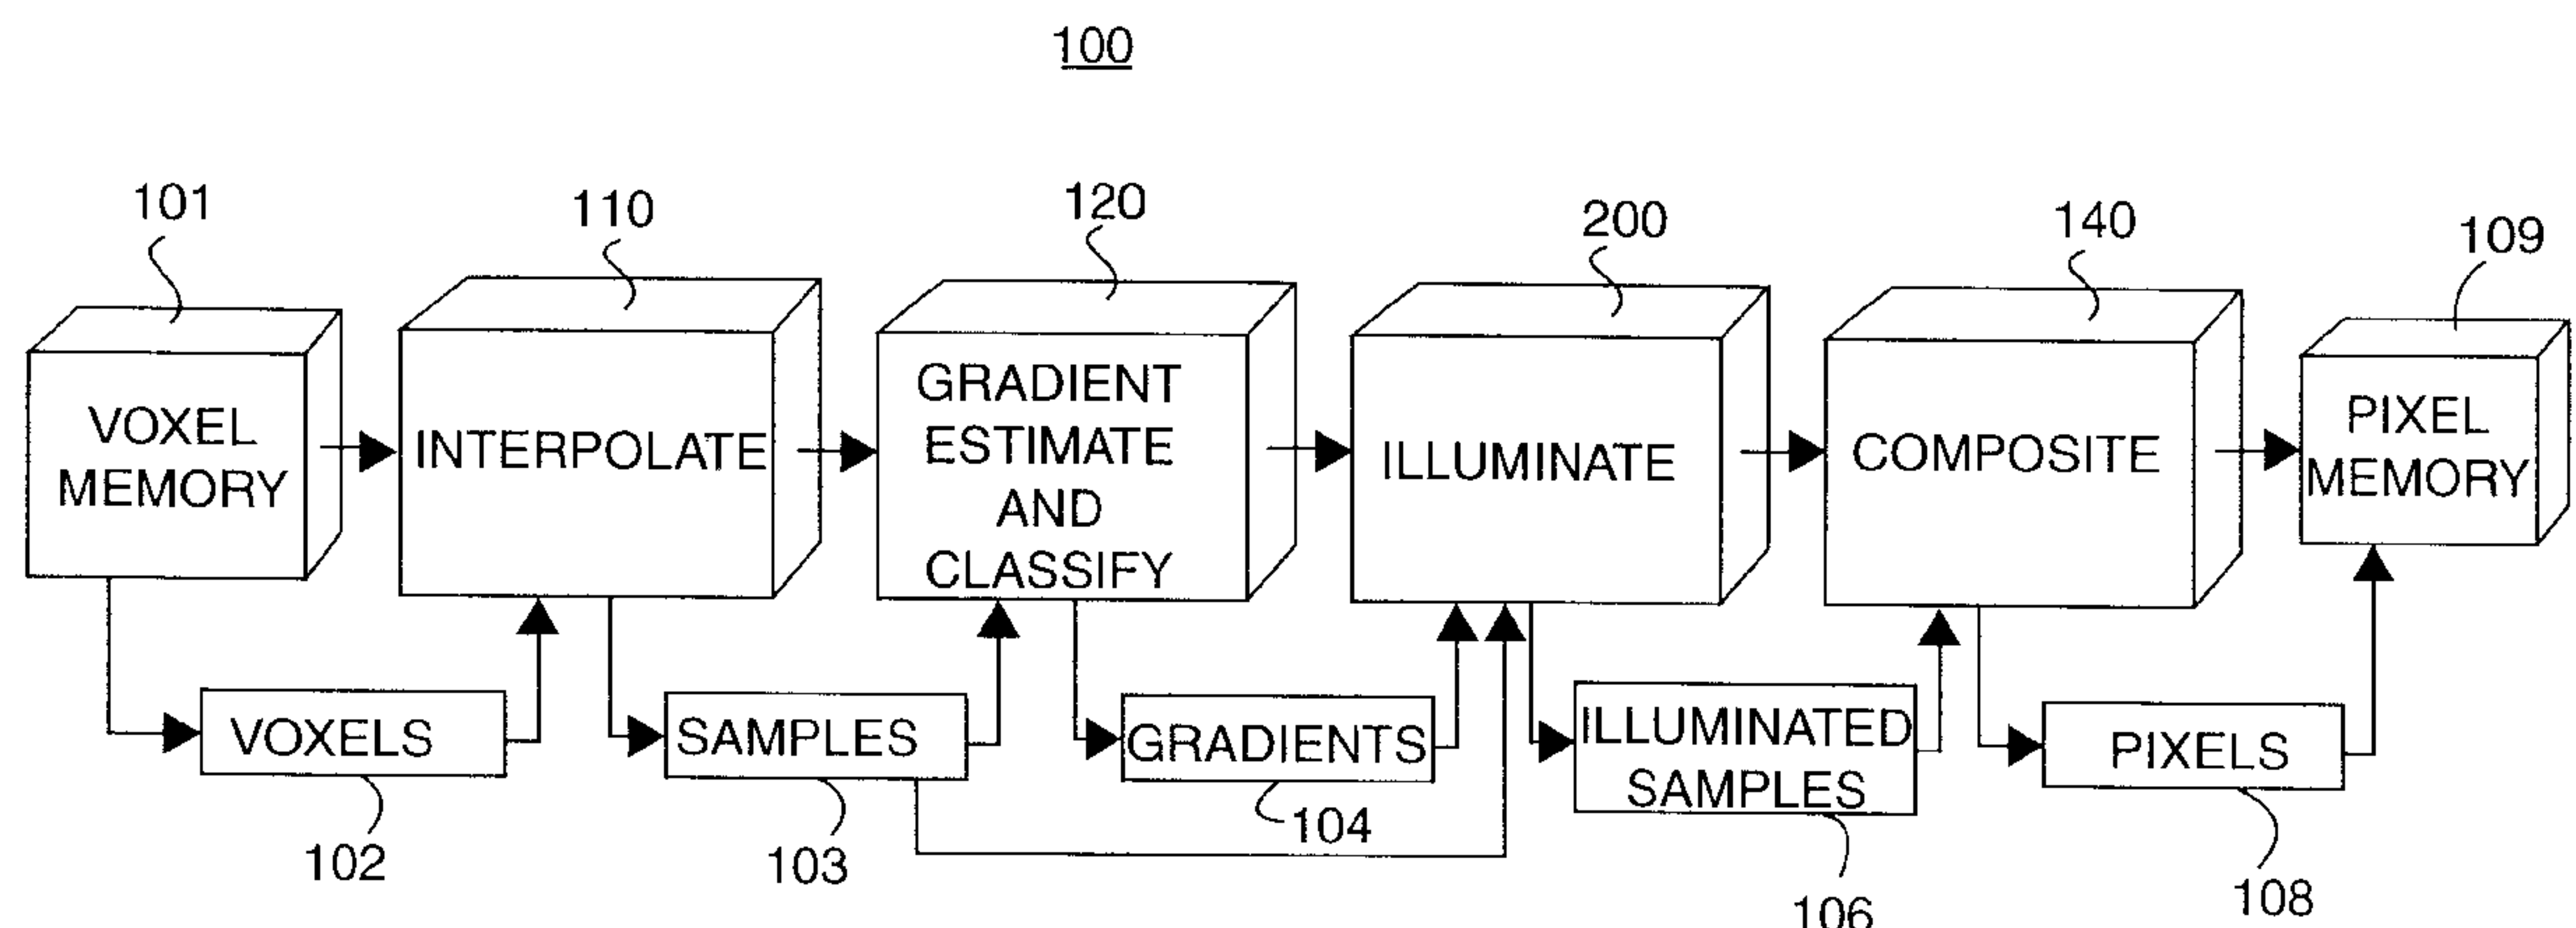 100
101
110
120
200
140
109
VOXEL
MEMORY
INTERPOLATE
GRADIENT
ESTIMATE
AND
CLASSIFY
ILLUMINATE
COMPOSITE
PIXEL
MEMORY
VOXELS
SAMPLES
GRADIENTS
ILLUMINATED
SAMPLES
PIXELS
102
103
104
106
108